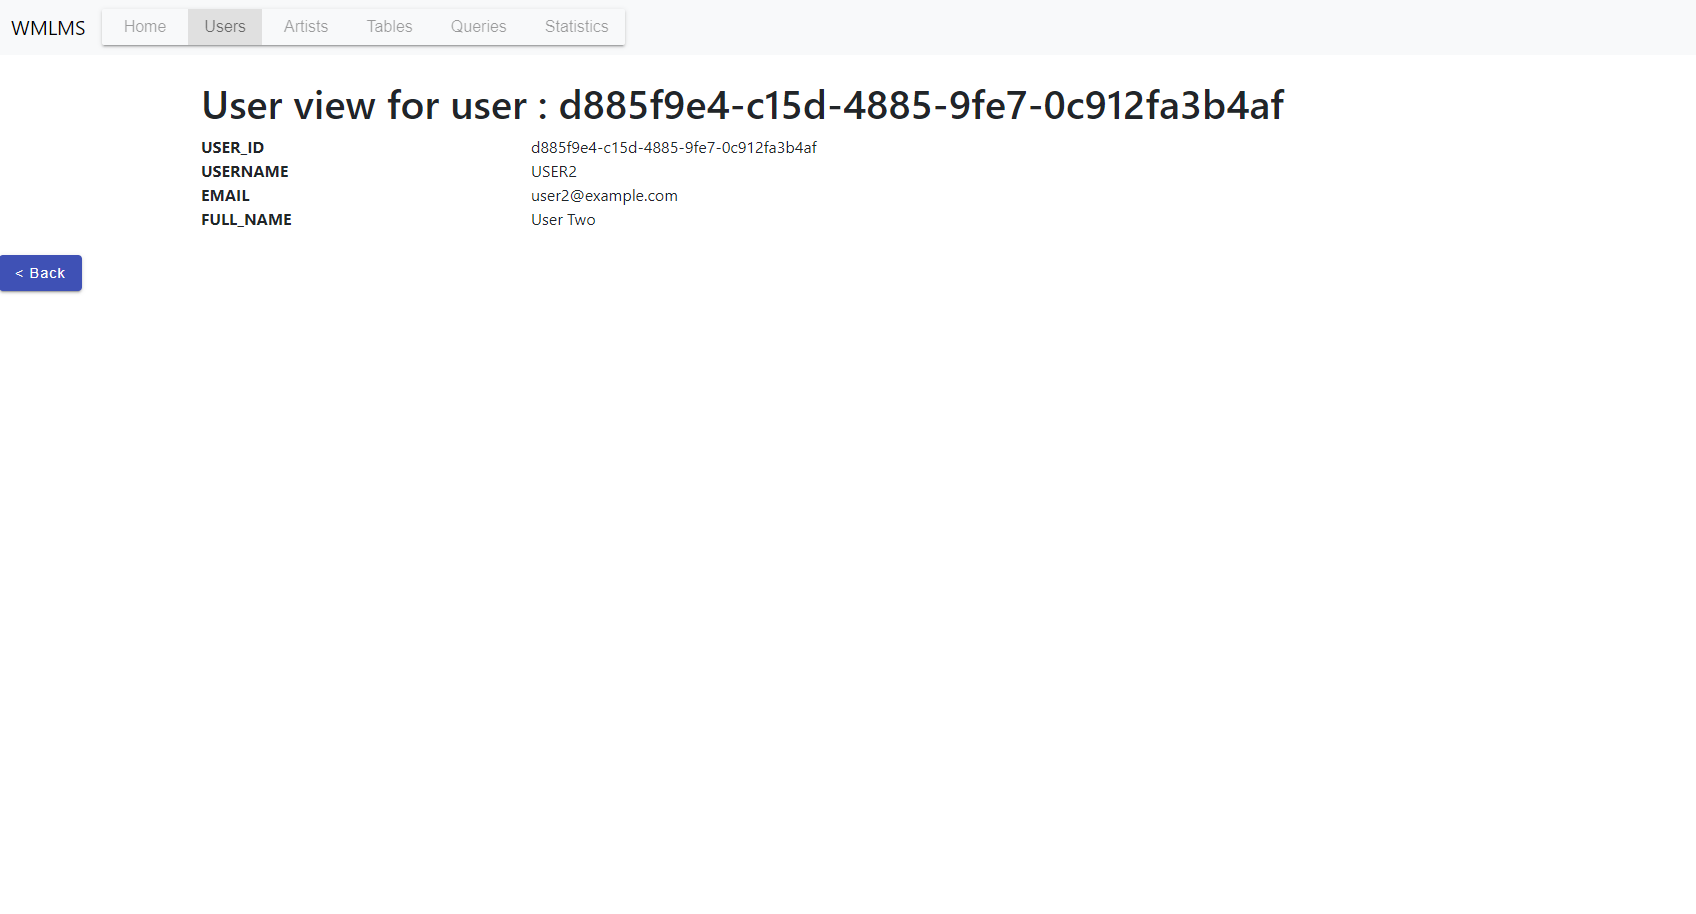 WMLMS Home Users Artists Tables Queries Statistics
User view for user : d885f9e4-c15d-4885-9fe7-0c912fa3b4af
USER_ID d885f9e4-c15d-4885-9fe7-0c912fa3b4af
USERNAME USER2
EMAIL user2@example.com
FULL_NAME User Two
< Back